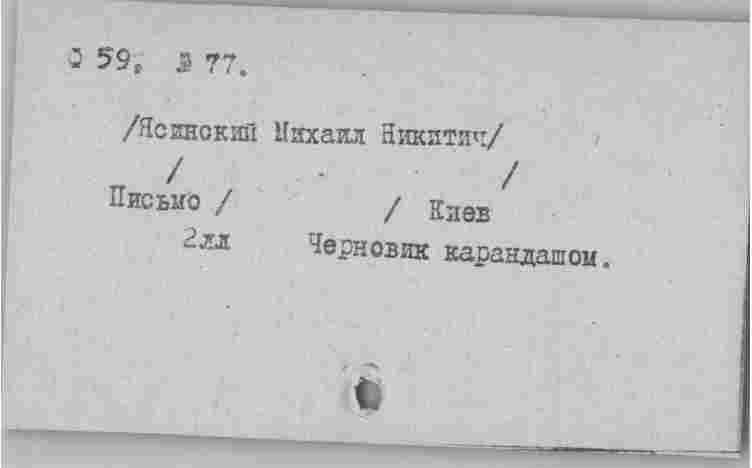 Ф 59, № 77.
/Ясинский Михаил Никитич/
/ /
Письмо / / Киев
2лл Черновик карандашом.